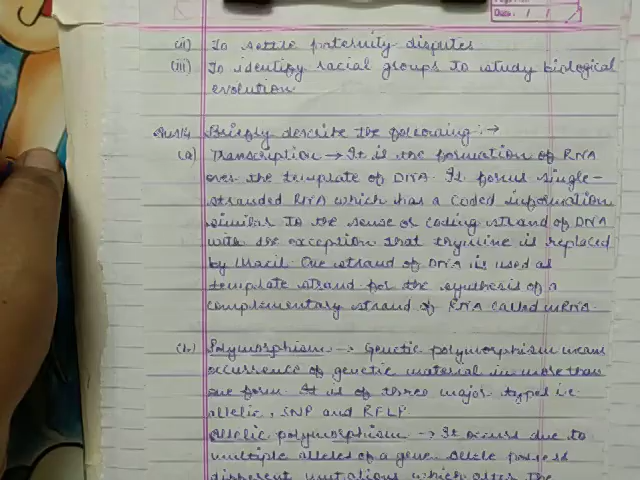 Date: / /
(ii) To settle paternity disputes
(iii) To identify racial groups to study biological
evolution
Ans14 Briefly describe the following :→
(a) Transcription → It is the formation of RNA
over the template of DNA. It forms single-
stranded RNA which has a coded information
similar to the sense or coding strand of DNA
with the exception that thymine is replaced
by Uracil. One strand of DNA is used as
template strand for the synthesis of a
complementary strand of RNA called mRNA.
(b) Polymorphism → Genetic polymorphism means
occurrence of genetic material in more than
one form. It is of three major types i.e.
allelic, SNP and RFLP
Allelic polymorphism → It occurs due to
multiple alleles of a gene. Allele possess
different mutations which alter the